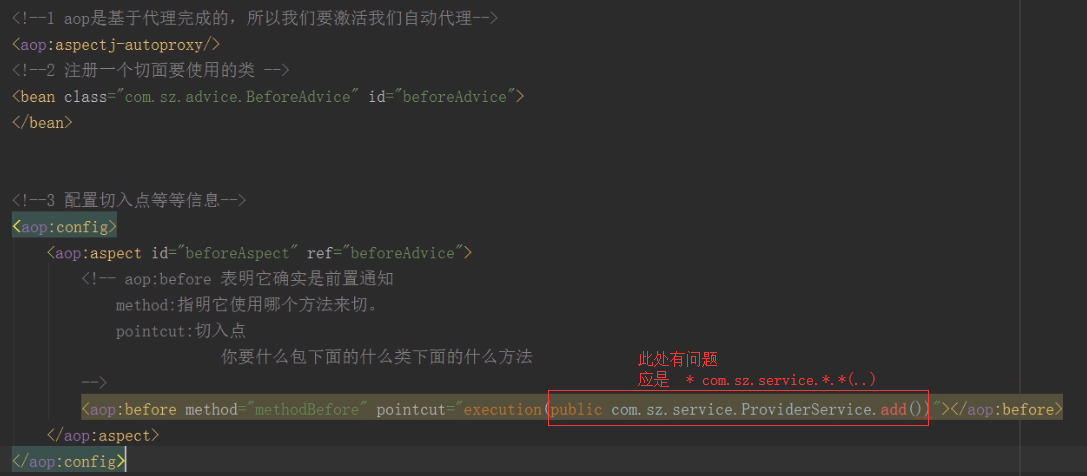 <!--1 aop是基于代理完成的，所以我们要激活我们自动代理-->
<aop:aspectj-autoproxy/>
<!--2 注册一个切面要使用的类 -->
<bean class="com.sz.advice.BeforeAdvice" id="beforeAdvice">
</bean>
<!--3 配置切入点等等信息-->
<aop:config>
<aop:aspect id="beforeAspect" ref="beforeAdvice">
<!-- aop:before 表明它确实是前置通知
method:指明它使用哪个方法来切。
pointcut:切入点
你要什么包下面的什么类下面的什么方法
此处有问题
应是 * com.sz.service.*.*(..)
-->
<aop:before method="methodBefore" pointcut="execution(public com.sz.service.ProviderService.add())"></aop:before>
</aop:aspect>
</aop:config>